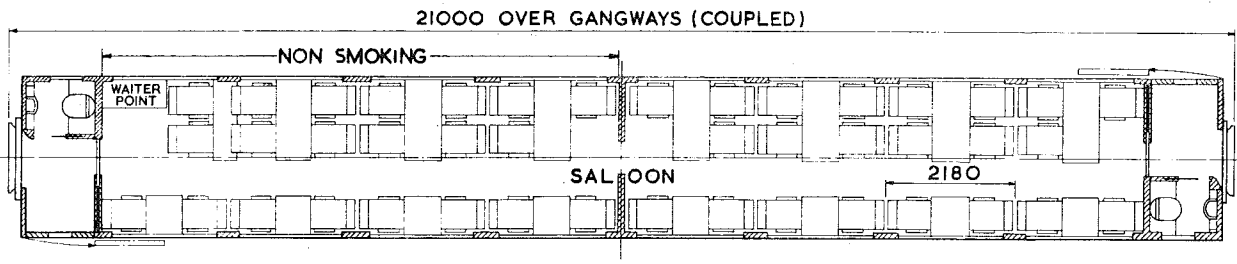 21000 OVER GANGWAYS (COUPLED)
NON SMOKING
WAITER
POINT
SALOON
2180